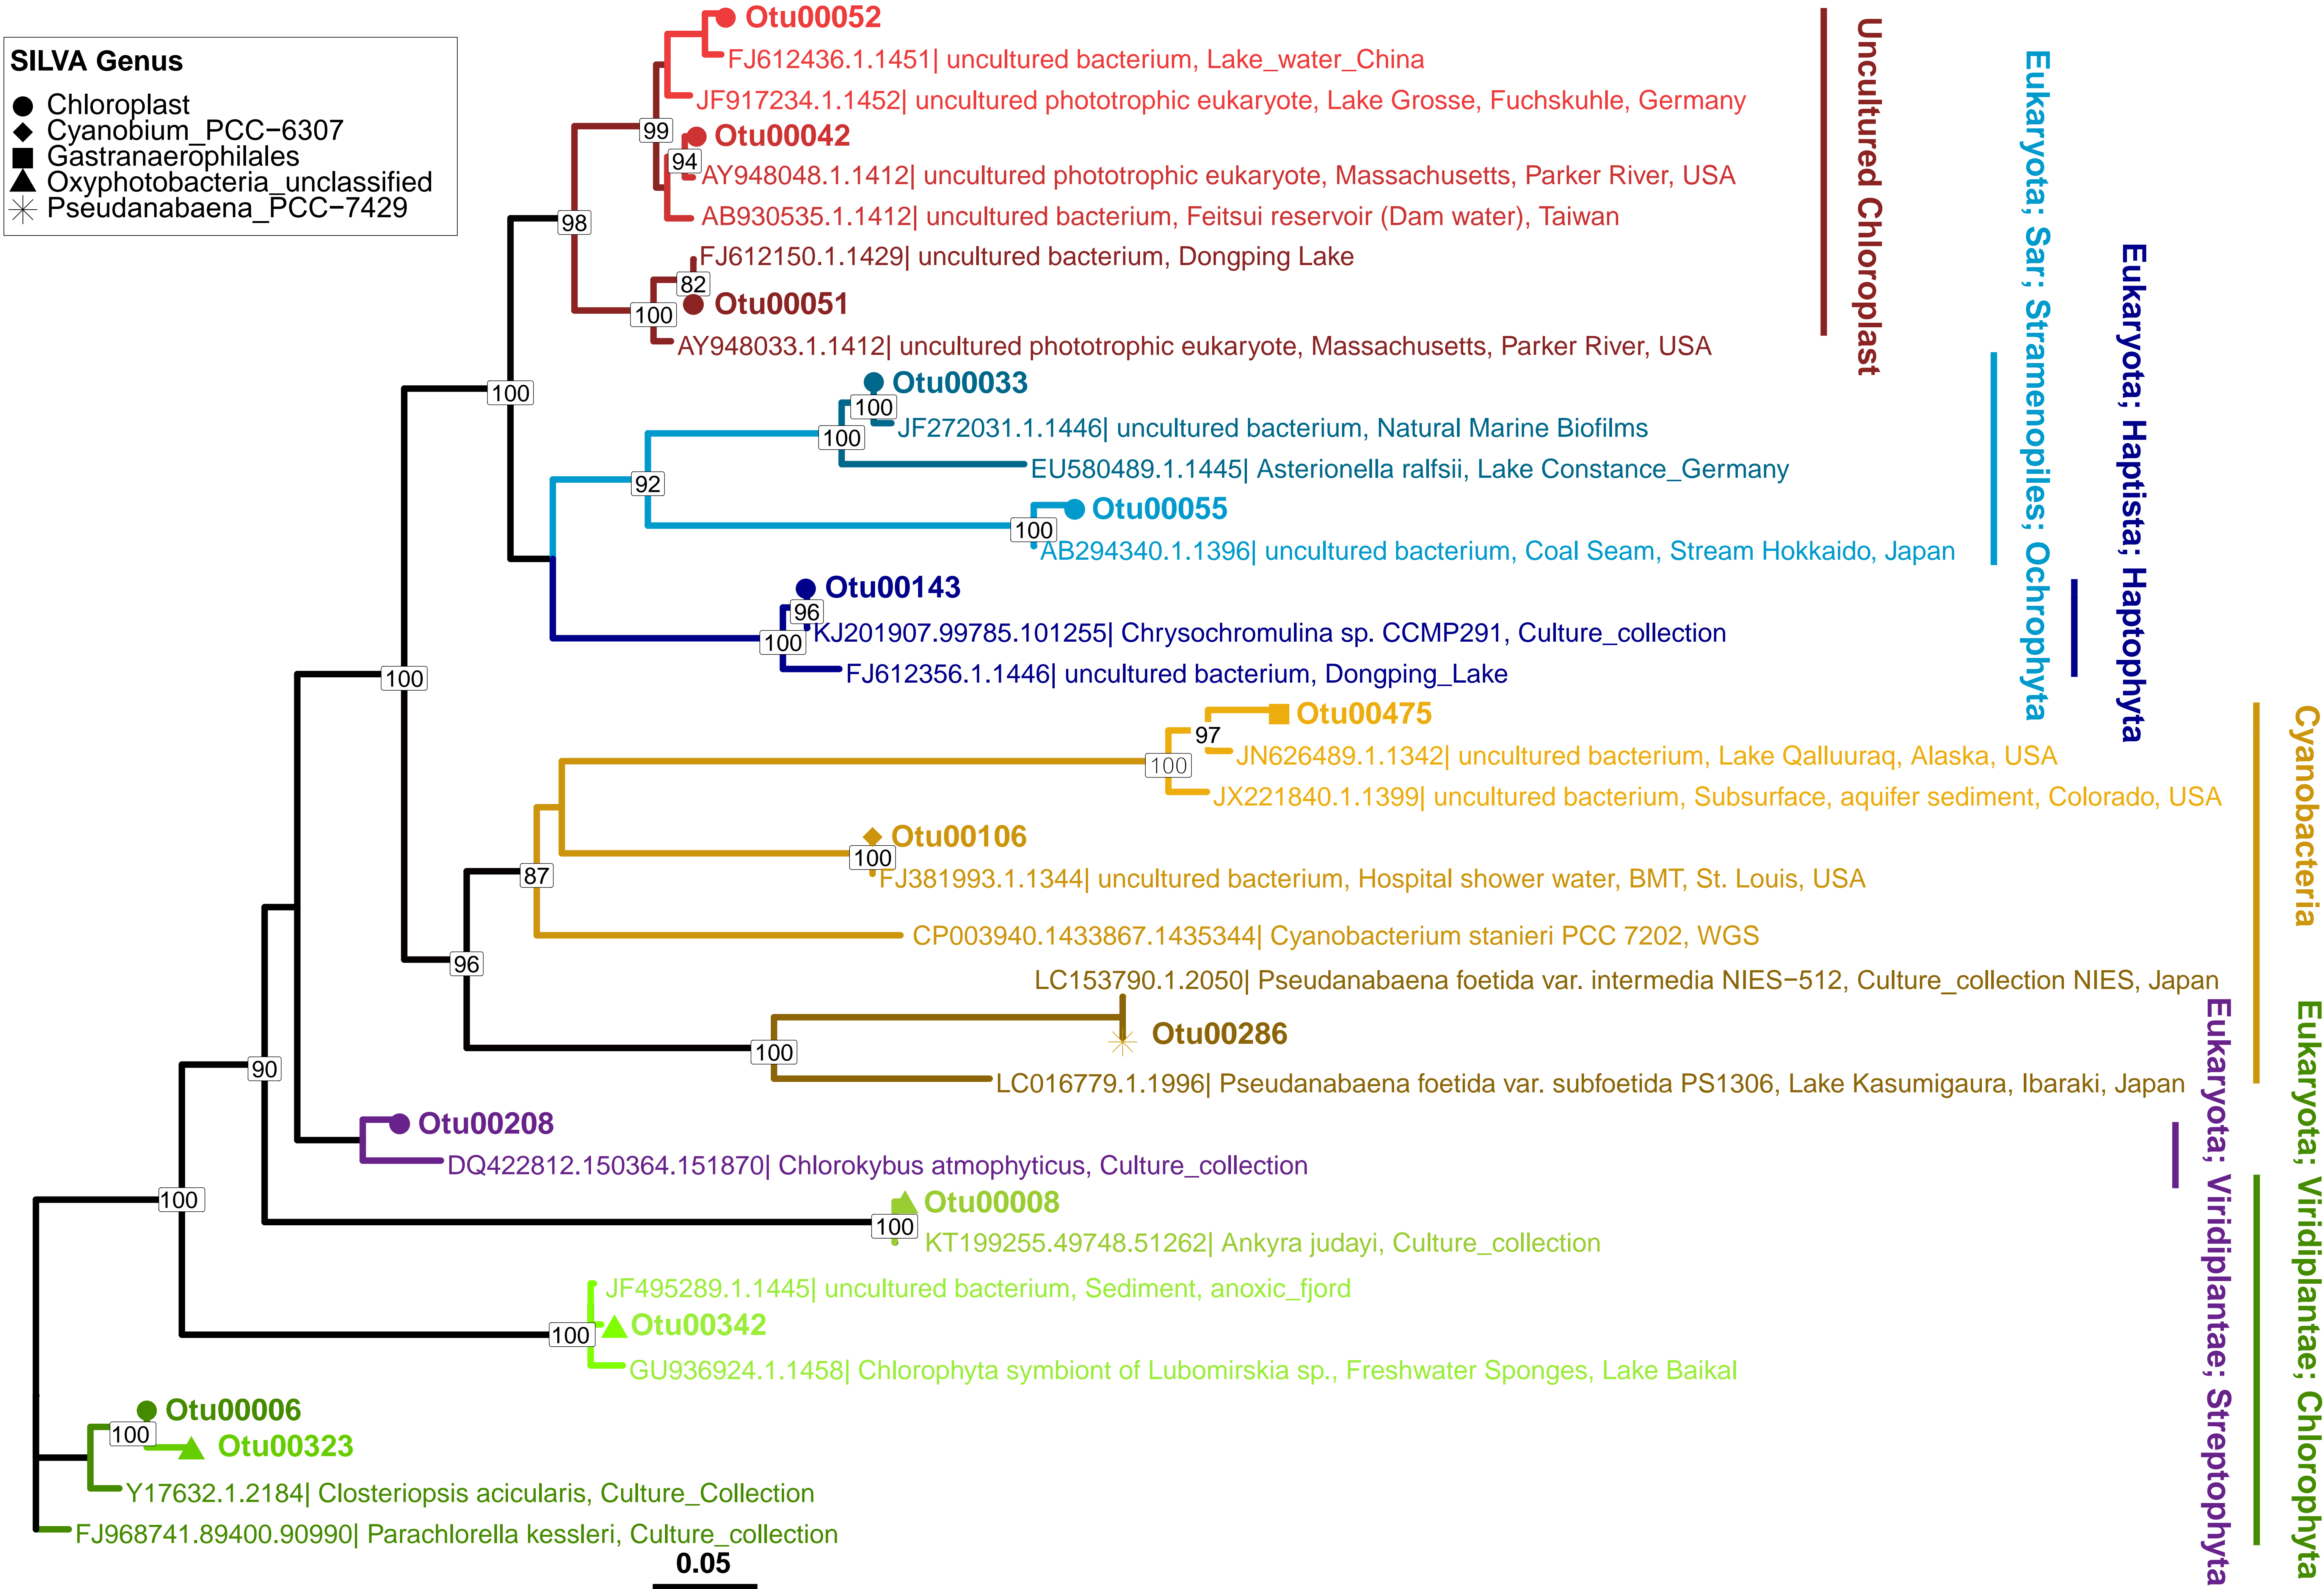 SILVA Genus
Chloroplast
Cyanobium_PCC−6307
Gastranaerophilales
Oxyphotobacteria_unclassified
Pseudanabaena_PCC−7429
Otu00052
FJ612436.1.1451| uncultured bacterium, Lake_water_China
JF917234.1.1452| uncultured phototrophic eukaryote, Lake Grosse, Fuchskuhle, Germany
99
Otu00042
94
AY948048.1.1412| uncultured phototrophic eukaryote, Massachusetts, Parker River, USA
98
AB930535.1.1412| uncultured bacterium, Feitsui reservoir (Dam water), Taiwan
FJ612150.1.1429| uncultured bacterium, Dongping Lake
82
Otu00051
100
AY948033.1.1412| uncultured phototrophic eukaryote, Massachusetts, Parker River, USA
Uncultured Chloroplast
100
Otu00033
100
JF272031.1.1446| uncultured bacterium, Natural Marine Biofilms
100
EU580489.1.1445| Asterionella ralfsii, Lake Constance_Germany
92
Otu00055
100
AB294340.1.1396| uncultured bacterium, Coal Seam, Stream Hokkaido, Japan
Eukaryota; Sar; Stramenopiles; Ochrophyta
Otu00143
96
KJ201907.99785.101255| Chrysochromulina sp. CCMP291, Culture_collection
100
FJ612356.1.1446| uncultured bacterium, Dongping_Lake
Eukaryota; Haptista; Haptophyta
100
Otu00475
97
JN626489.1.1342| uncultured bacterium, Lake Qalluuraq, Alaska, USA
100
JX221840.1.1399| uncultured bacterium, Subsurface, aquifer sediment, Colorado, USA
Otu00106
100
FJ381993.1.1344| uncultured bacterium, Hospital shower water, BMT, St. Louis, USA
87
CP003940.1433867.1435344| Cyanobacterium stanieri PCC 7202, WGS
96
LC153790.1.2050| Pseudanabaena foetida var. intermedia NIES−512, Culture_collection NIES, Japan
Otu00286
100
LC016779.1.1996| Pseudanabaena foetida var. subfoetida PS1306, Lake Kasumigaura, Ibaraki, Japan
Cyanobacteria
90
Otu00208
DQ422812.150364.151870| Chlorokybus atmophyticus, Culture_collection
Eukaryota; Viridiplantae; Streptophyta
100
Otu00008
100
KT199255.49748.51262| Ankyra judayi, Culture_collection
JF495289.1.1445| uncultured bacterium, Sediment, anoxic_fjord
100
Otu00342
GU936924.1.1458| Chlorophyta symbiont of Lubomirskia sp., Freshwater Sponges, Lake Baikal
Otu00006
100
Otu00323
Y17632.1.2184| Closteriopsis acicularis, Culture_Collection
FJ968741.89400.90990| Parachlorella kessleri, Culture_collection
Eukaryota; Viridiplantae; Chlorophyta
0.05